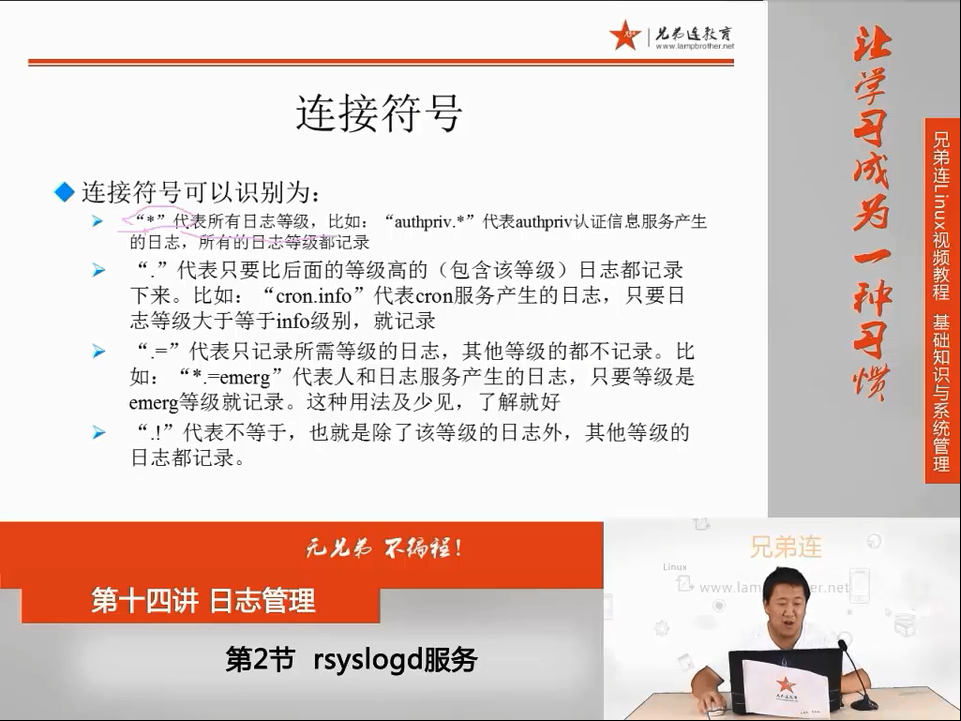 兄弟连教育
www.lampbrother.net
连接符号
连接符号可以识别为：
“*”代表所有日志等级，比如：“authpriv.*”代表authpriv认证信息服务产生
的日志，所有的日志等级都记录
“.”代表只要比后面的等级高的（包含该等级）日志都记录
下来。比如：“cron.info”代表cron服务产生的日志，只要日
志等级大于等于info级别，就记录
“.=”代表只记录所需等级的日志，其他等级的都不记录。比
如：“*.=emerg”代表人和日志服务产生的日志，只要等级是
emerg等级就记录。这种用法及少见，了解就好
“.!”代表不等于，也就是除了该等级的日志外，其他等级的
日志都记录。
让学习成为一种习惯
兄弟连Linux视频教程 基础知识与系统管理
无兄弟 不编程！
第十四讲 日志管理
第2节 rsyslogd服务
兄弟连
Linux
www.lam
her.net